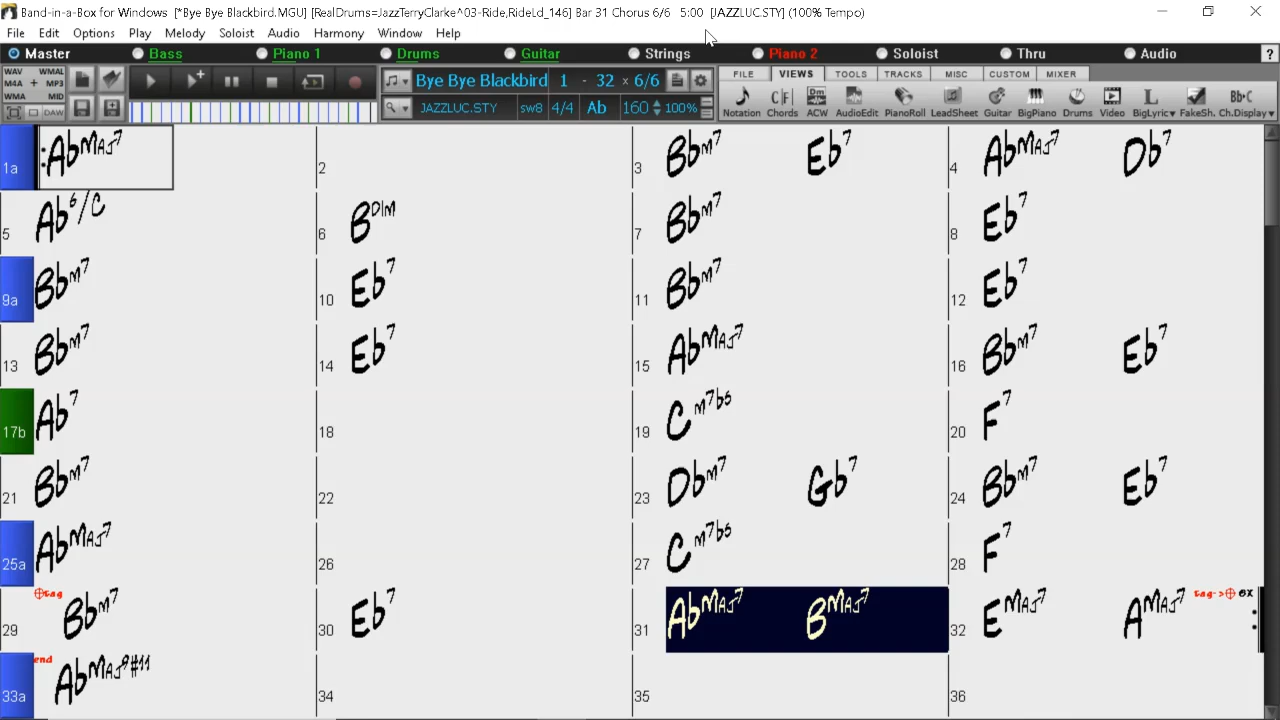 Band-in-a-Box for Windows [*Bye Bye Blackbird.MGU] [RealDrums=JazzTerryClarke^03-Ride,RideLd_146] Bar 31 Chorus 6/6 5:00 [JAZZLUC.STY] (100% Tempo)
File Edit Options Play Melody Soloist Audio Harmony Window Help
Master Bass Piano 1 Drums Guitar Strings Piano 2 Soloist Thru Audio ?
WAV WMAL
M4A + MP3
WMA MID
DAW
Bye Bye Blackbird 1 - 32 x 6/6
JAZZLUC.STY sw8 4/4 Ab 160 100%
FILE VIEWS TOOLS TRACKS MISC CUSTOM MIXER
Notation Chords ACW AudioEdit PianoRoll LeadSheet Guitar BigPiano Drums Video BigLyric FakeSh. Ch.Display
1a AbMAJ7 2 3 Bbm7 Eb7 4 AbMAJ7 Db7
5 Ab6/C 6 BDIM 7 Bbm7 8 Eb7
9a Bbm7 10 Eb7 11 Bbm7 12 Eb7
13 Bbm7 14 Eb7 15 AbMAJ7 16 Bbm7 Eb7
17b Ab7 18 19 Cm7b5 20 F7
21 Bbm7 22 23 Dbm7 Gb7 24 Bbm7 Eb7
25a AbMAJ7 26 27 Cm7b5 28 F7
tag tag->
29 Bbm7 30 Eb7 31 AbMAJ7 BMAJ7 32 EMAJ7 AMAJ7
end
33a AbMAJ9#11 34 35 36